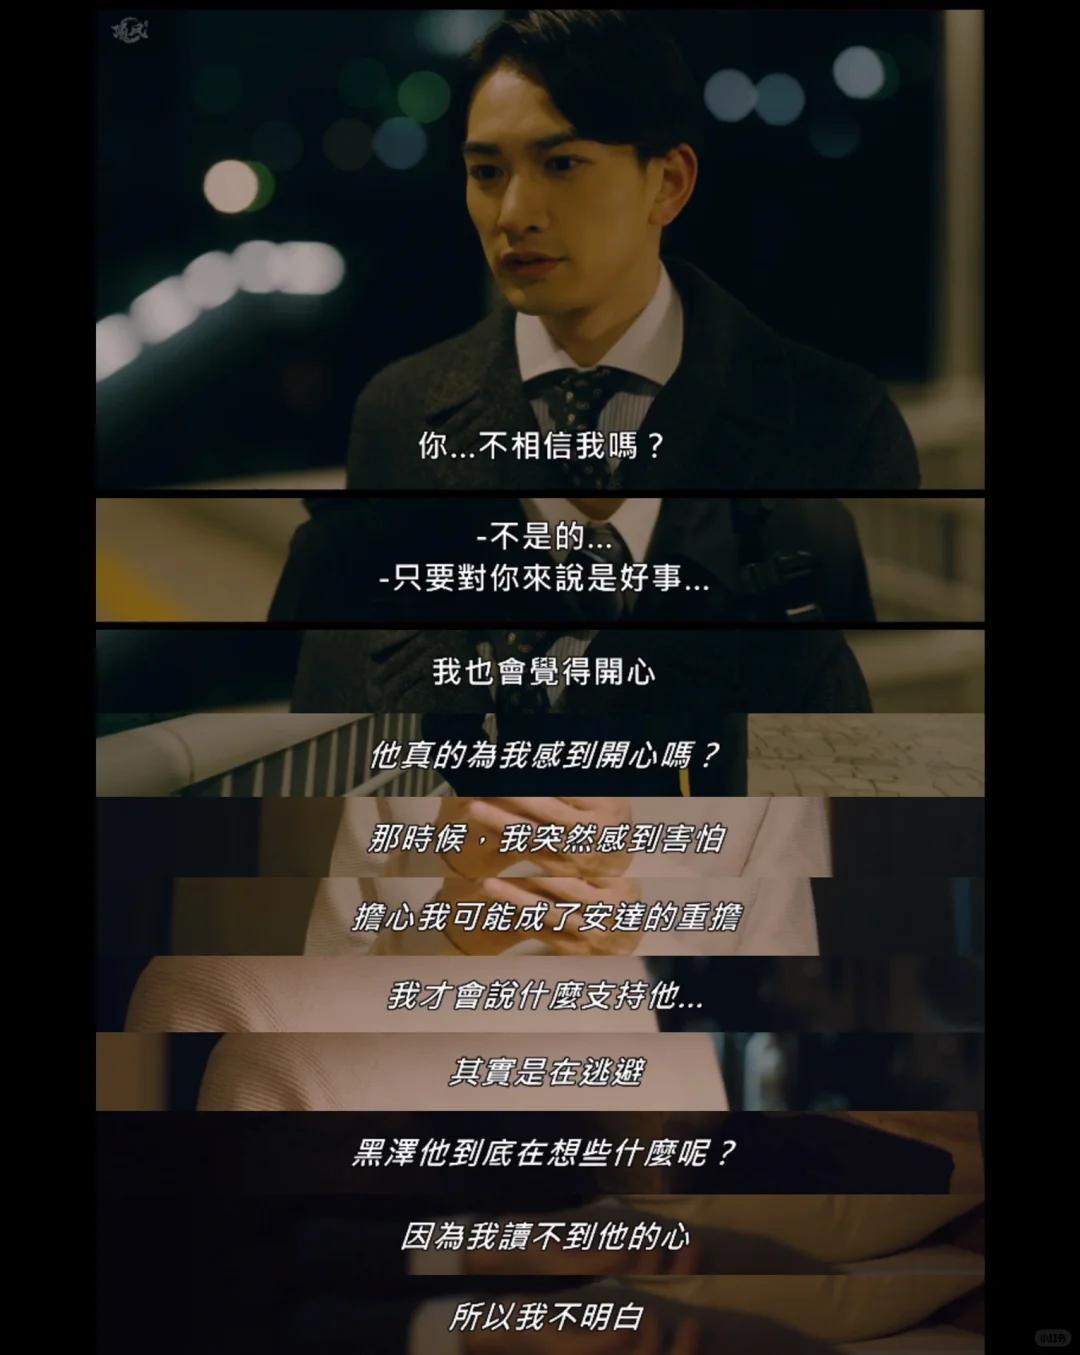 你...不相信我嗎？
-不是的...
-只要對你來說是好事...
我也會覺得開心
他真的為我感到開心嗎？
那時候，我突然感到害怕
擔心我可能成了安達的重擔
我才會說什麼支持他...
其實是在逃避
黑澤他到底在想些什麼呢？
因為我讀不到他的心
所以我不明白
小红书